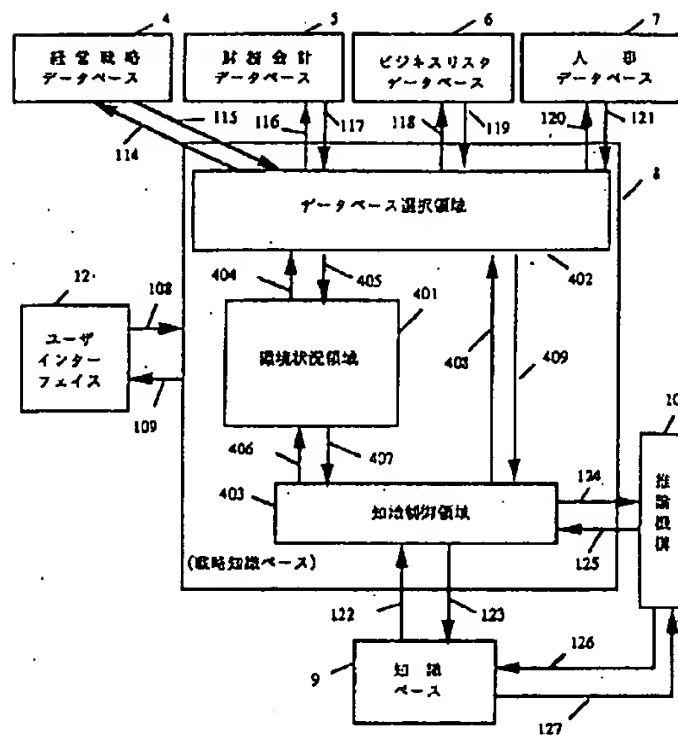 4
5
6
7
経営戦略
データベース
財務会計
データベース
ビジネスリスク
データベース
人事
データベース
114
115
116
117
118
119
120
121
8
データベース選択領域
402
404
405
401
環境状況領域
408
409
12
ユーザ
インター
フェイス
108
109
406
407
403
知識制御領域
124
125
10
推論機構
(戦略知識ベース)
122
123
9
知識
ベース
126
127